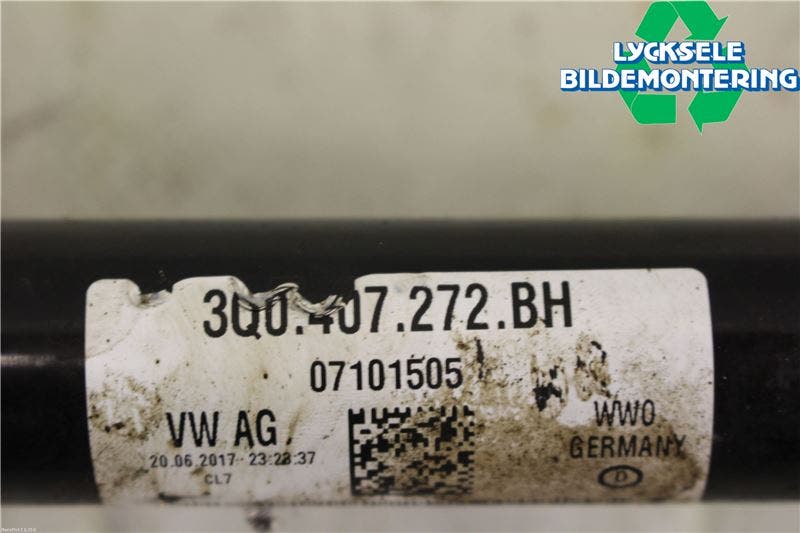 LYCKSELE
BILDEMONTERING
3Q0.407.272.BH
07101505
VW AG.
WWO
GERMANY
20.06.2017 23:23:37
CL7
D